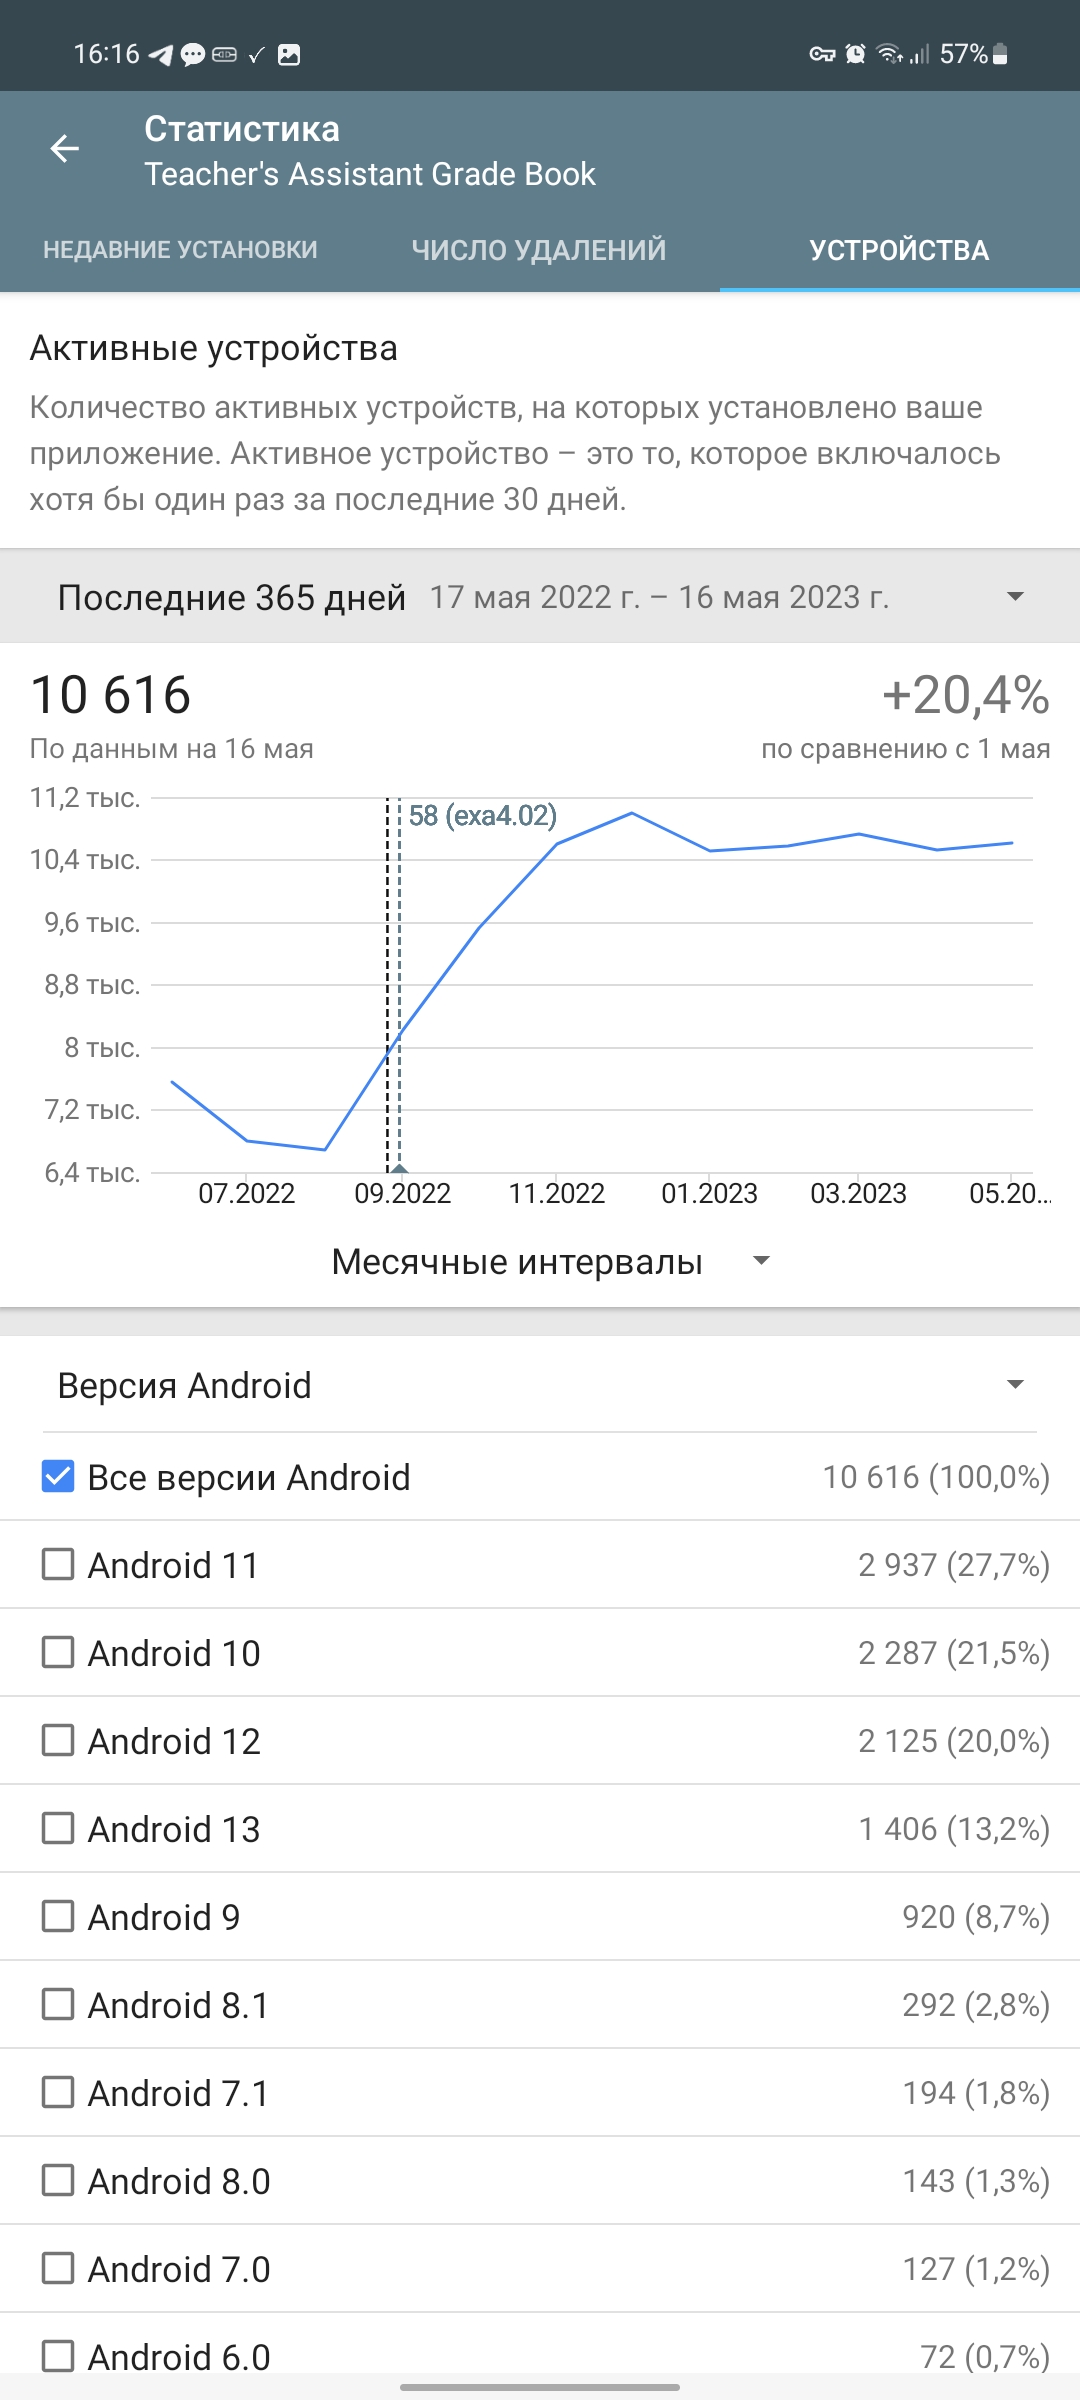 16:16
57%
Статистика
Teacher's Assistant Grade Book
НЕДАВНИЕ УСТАНОВКИ
ЧИСЛО УДАЛЕНИЙ
УСТРОЙСТВА
Активные устройства
Количество активных устройств, на которых установлено ваше
приложение. Активное устройство – это то, которое включалось
хотя бы один раз за последние 30 дней.
Последние 365 дней 17 мая 2022 г. – 16 мая 2023 г.
10 616
+20,4%
По данным на 16 мая
по сравнению с 1 мая
11,2 тыс.
58 (exa4.02)
10,4 тыс.
9,6 тыс.
8,8 тыс.
8 тыс.
7,2 тыс.
6,4 тыс.
07.2022 09.2022 11.2022 01.2023 03.2023 05.20...
Месячные интервалы
Версия Android
Все версии Android 10 616 (100,0%)
Android 11 2 937 (27,7%)
Android 10 2 287 (21,5%)
Android 12 2 125 (20,0%)
Android 13 1 406 (13,2%)
Android 9 920 (8,7%)
Android 8.1 292 (2,8%)
Android 7.1 194 (1,8%)
Android 8.0 143 (1,3%)
Android 7.0 127 (1,2%)
Android 6.0 72 (0,7%)